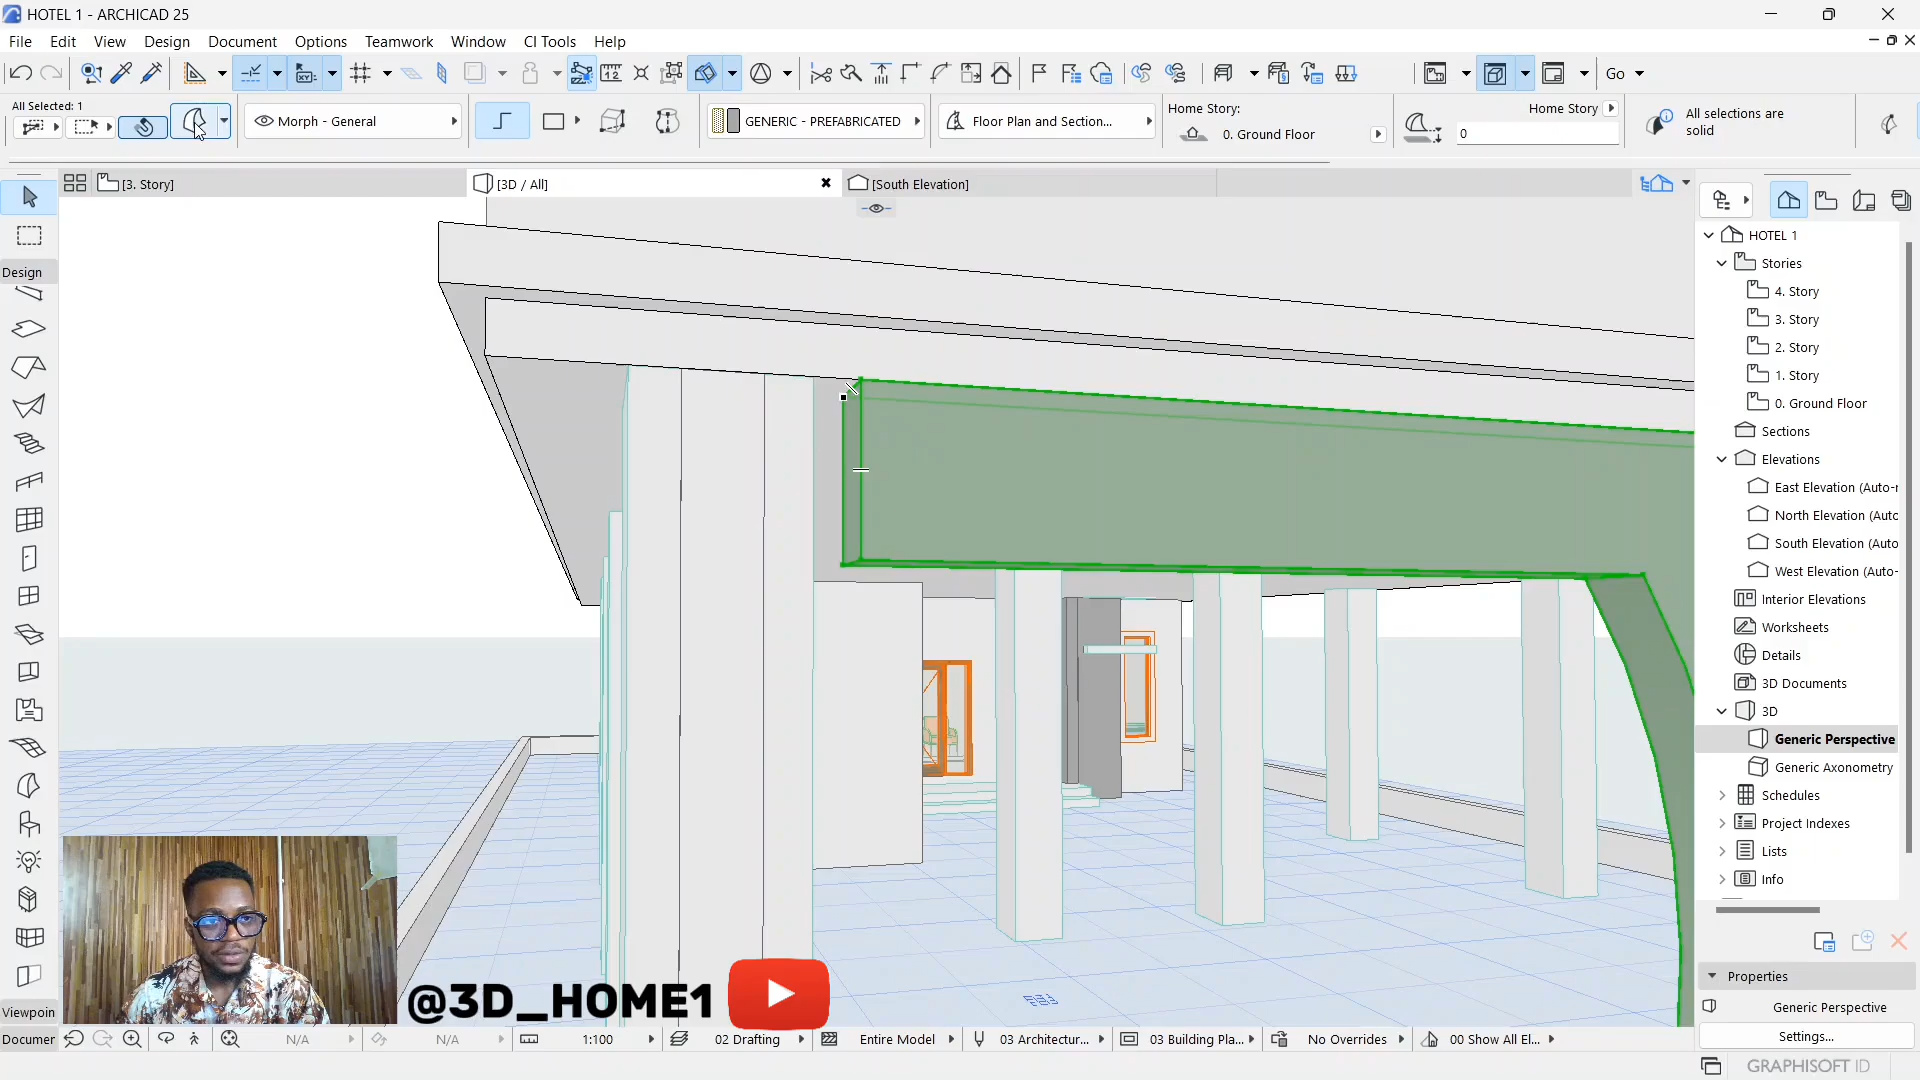 HOTEL 1 - ARCHICAD 25
File Edit View Design Document Options Teamwork Window CI Tools Help
Go
All Selected: 1
Morph - General
GENERIC - PREFABRICATED
Floor Plan and Section...
Home Story:
0. Ground Floor
Home Story
0
All selections are
solid
[3. Story]
[3D / All]
[South Elevation]
Design
HOTEL 1
Stories
4. Story
3. Story
2. Story
1. Story
0. Ground Floor
Sections
Elevations
East Elevation (Auto-r
North Elevation (Autc
South Elevation (Auto
West Elevation (Auto-
Interior Elevations
Worksheets
Details
3D Documents
3D
Generic Perspective
Generic Axonometry
Schedules
Project Indexes
Lists
Info
Properties
Generic Perspective
Settings...
@3D_HOME1
Viewpoin
Documer
N/A
N/A
1:100
02 Drafting
Entire Model
03 Architectur...
03 Building Pla...
No Overrides
00 Show All El...
GRAPHISOFT ID